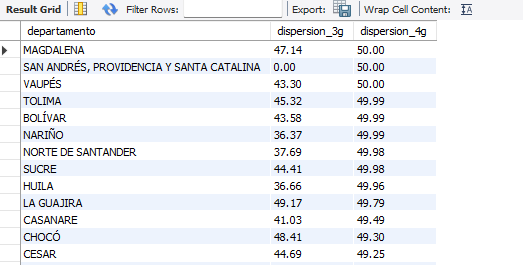 Result Grid Filter Rows: Export: Wrap Cell Content:
departamento dispersion_3g dispersion_4g
MAGDALENA 47.14 50.00
SAN ANDRÉS, PROVIDENCIA Y SANTA CATALINA 0.00 50.00
VAUPÉS 43.30 50.00
TOLIMA 45.32 49.99
BOLÍVAR 43.58 49.99
NARIÑO 36.37 49.99
NORTE DE SANTANDER 37.69 49.98
SUCRE 44.41 49.98
HUILA 36.66 49.96
LA GUAJIRA 49.17 49.79
CASANARE 41.03 49.49
CHOCÓ 48.41 49.30
CESAR 44.69 49.25